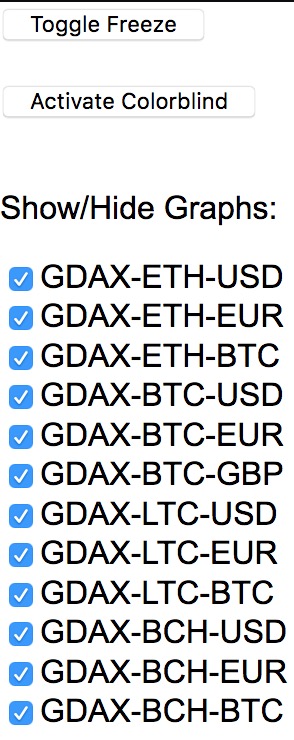 Toggle Freeze
Activate Colorblind
Show/Hide Graphs:
GDAX-ETH-USD
GDAX-ETH-EUR
GDAX-ETH-BTC
GDAX-BTC-USD
GDAX-BTC-EUR
GDAX-BTC-GBP
GDAX-LTC-USD
GDAX-LTC-EUR
GDAX-LTC-BTC
GDAX-BCH-USD
GDAX-BCH-EUR
GDAX-BCH-BTC